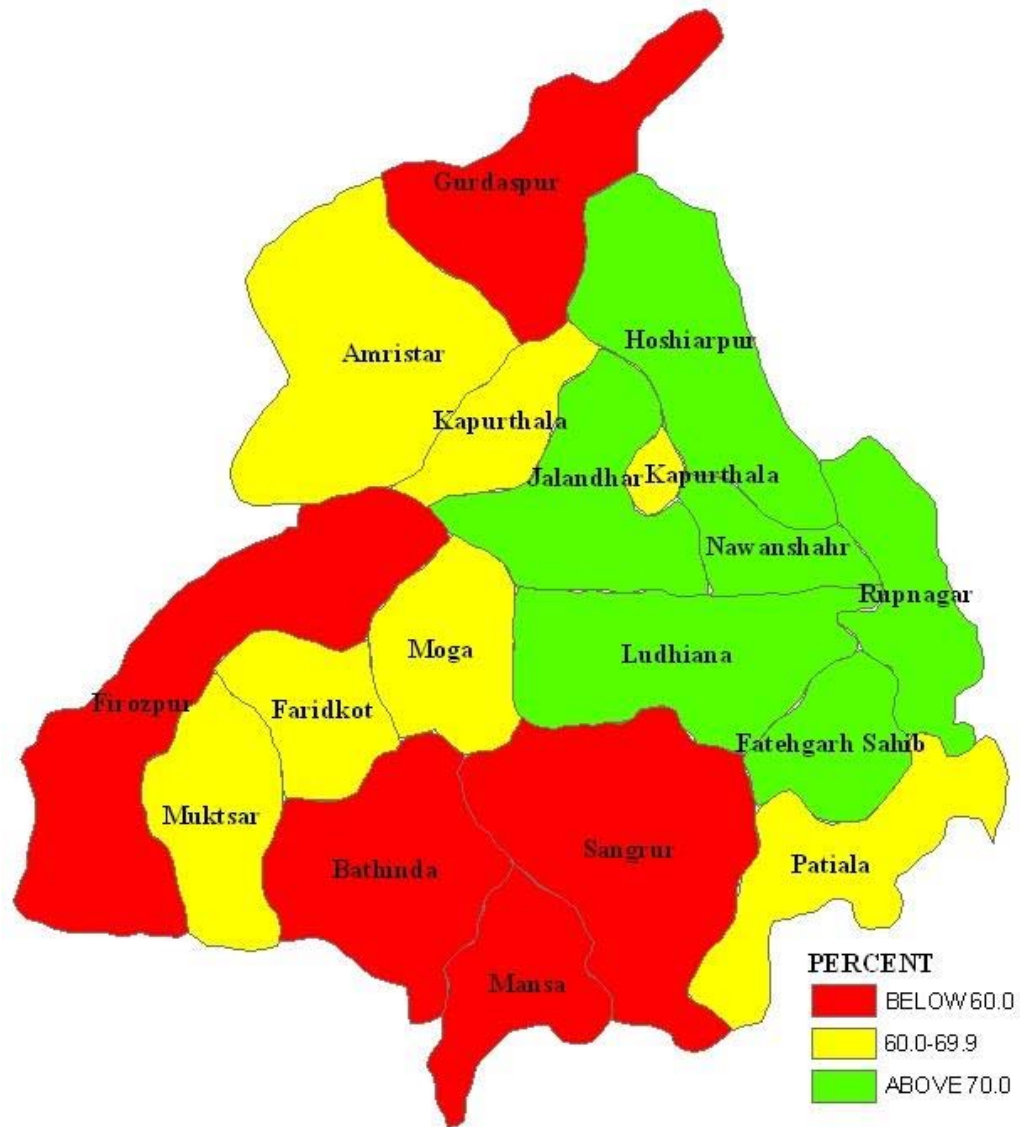 Gurdaspur
Hoshiarpur
Amristar
Kapurthala
Jalandhar
Kapurthala
Nawanshahr
Rupnagar
Moga
Ludhiana
Firozpur
Faridkot
Fatehgarh Sahib
Muktsar
Sangrur
Bathinda
Patiala
Mansa
PERCENT
BELOW 60.0
60.0-69.9
ABOVE 70.0